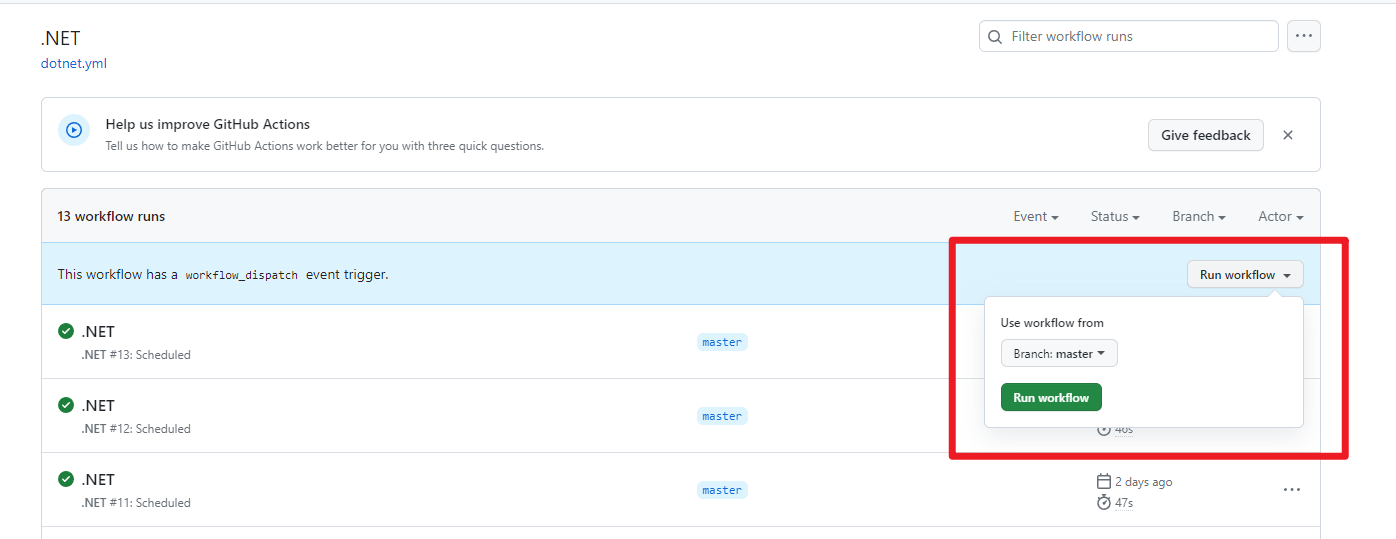 .NET
Filter workflow runs
dotnet.yml
Help us improve GitHub Actions
Tell us how to make GitHub Actions work better for you with three quick questions.
Give feedback
13 workflow runs
Event
Status
Branch
Actor
This workflow has a workflow_dispatch event trigger.
Run workflow
Use workflow from
Branch: master
Run workflow
.NET
.NET #13: Scheduled
master
.NET
.NET #12: Scheduled
master
46s
.NET
.NET #11: Scheduled
master
2 days ago
47s